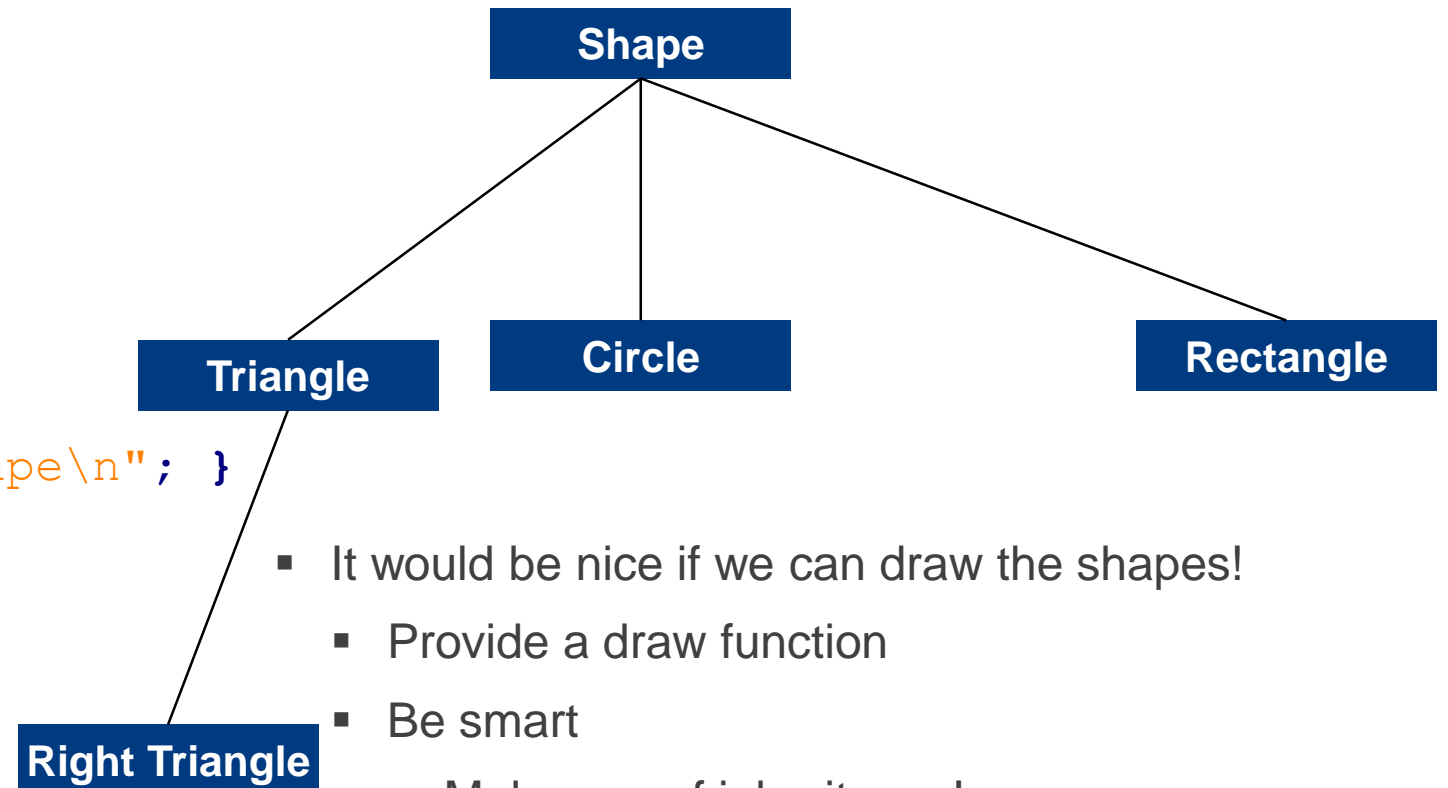 Shape
Triangle
Circle
Rectangle
pe\n"; }
▪ It would be nice if we can draw the shapes!
▪ Provide a draw function
▪ Be smart
Right Triangle